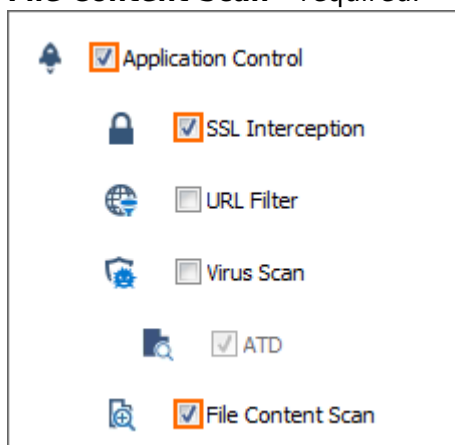 File Content Scan – required.
Application Control
SSL Interception
URL Filter
Virus Scan
ATD
File Content Scan